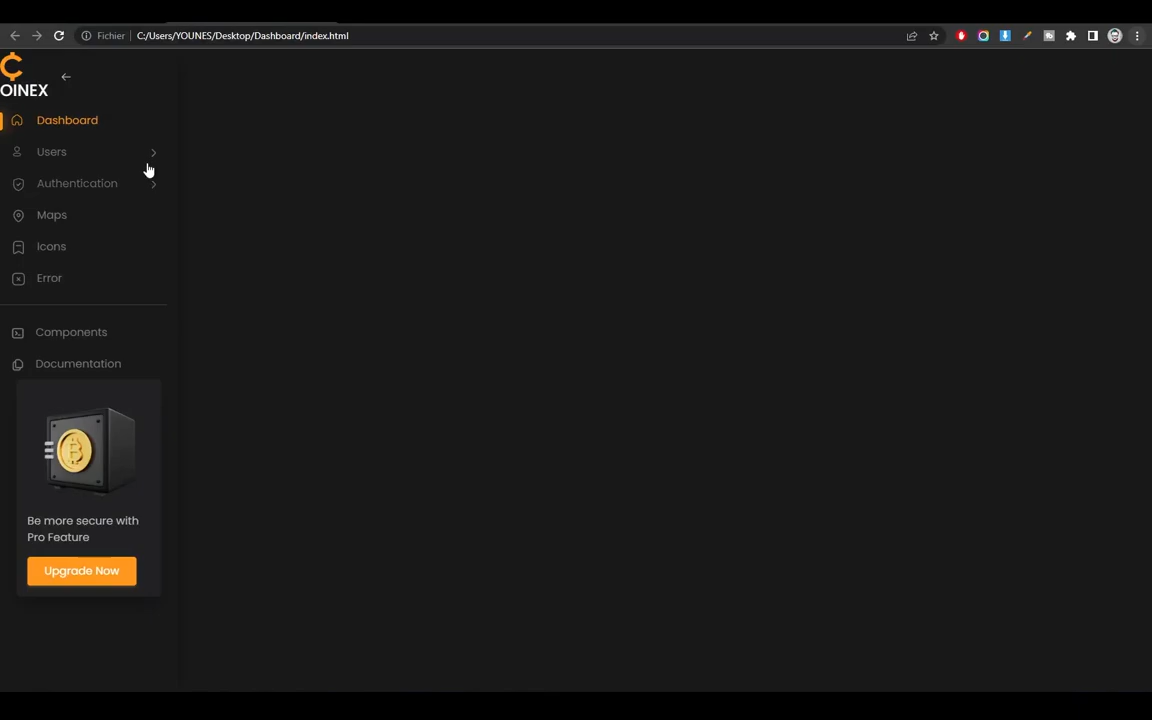 Fichier C:/Users/YOUNES/Desktop/Dashboard/index.html
OINEX
Dashboard
Users
Authentication
Maps
Icons
Error
Components
Documentation
Be more secure with
Pro Feature
Upgrade Now